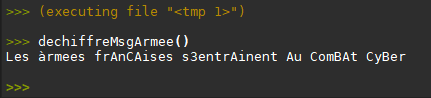 >>> (executing file "<tmp 1>")
>>> dechiffreMsgArmee()
Les àrmees frAnCAises s3entrAinent Au ComBAt CyBer
>>>